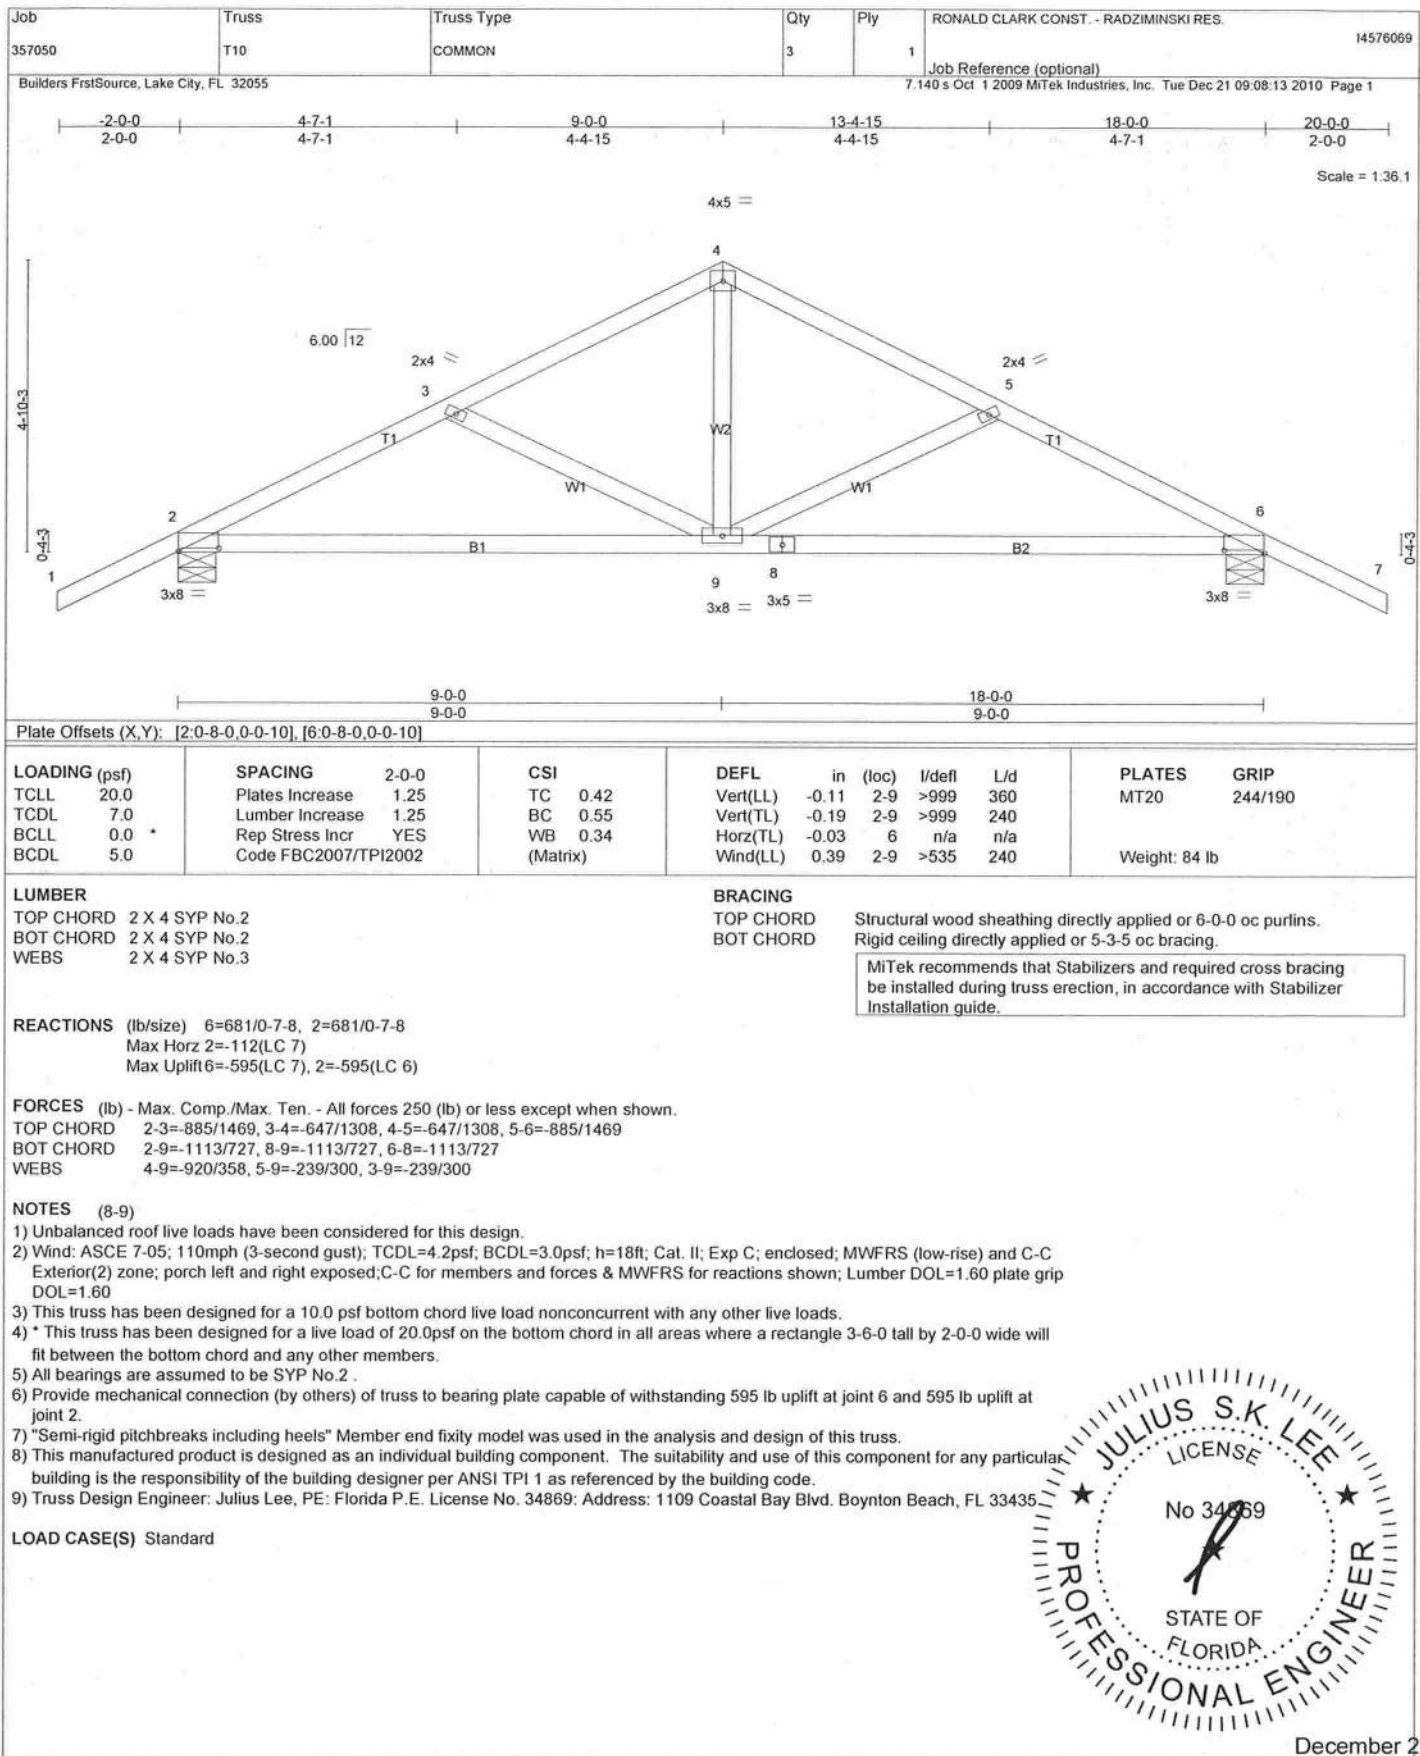 Job Truss Truss Type Qty Ply RONALD CLARK CONST. - RADZIMINSKI RES.
I4576069
357050 T10 COMMON 3 1
Job Reference (optional)
Builders FrstSource, Lake City, FL 32055 7.140 s Oct 1 2009 MiTek Industries, Inc. Tue Dec 21 09:08:13 2010 Page 1
-2-0-0 4-7-1 9-0-0 13-4-15 18-0-0 20-0-0
2-0-0 4-7-1 4-4-15 4-4-15 4-7-1 2-0-0
Scale = 1:36.1
4x5 =
4
6.00 12
2x4 =
2x4 =
3
5
4-10-3
T1
W2
T1
W1
W1
2
6
0-4-3
B1
B2
0-4-3
1
9
8
7
3x8 =
3x8 =
3x5 =
3x8 =
9-0-0 18-0-0
9-0-0 9-0-0
Plate Offsets (X,Y): [2:0-8-0,0-0-10], [6:0-8-0,0-0-10]
LOADING (psf) SPACING 2-0-0 CSI DEFL in (loc) l/defl L/d PLATES GRIP
TCLL 20.0 Plates Increase 1.25 TC 0.42 Vert(LL) -0.11 2-9 >999 360 MT20 244/190
TCDL 7.0 Lumber Increase 1.25 BC 0.55 Vert(TL) -0.19 2-9 >999 240
BCLL 0.0 * Rep Stress Incr YES WB 0.34 Horz(TL) -0.03 6 n/a n/a
BCDL 5.0 Code FBC2007/TPI2002 (Matrix) Wind(LL) 0.39 2-9 >535 240 Weight: 84 lb
LUMBER
TOP CHORD 2 X 4 SYP No.2
BOT CHORD 2 X 4 SYP No.2
WEBS 2 X 4 SYP No.3
BRACING
TOP CHORD Structural wood sheathing directly applied or 6-0-0 oc purlins.
BOT CHORD Rigid ceiling directly applied or 5-3-5 oc bracing.
MiTek recommends that Stabilizers and required cross bracing
be installed during truss erection, in accordance with Stabilizer
Installation guide.
REACTIONS (lb/size) 6=681/0-7-8, 2=681/0-7-8
Max Horz 2=-112(LC 7)
Max Uplift 6=-595(LC 7), 2=-595(LC 6)
FORCES (lb) - Max. Comp./Max. Ten. - All forces 250 (lb) or less except when shown.
TOP CHORD 2-3=-885/1469, 3-4=-647/1308, 4-5=-647/1308, 5-6=-885/1469
BOT CHORD 2-9=-1113/727, 8-9=-1113/727, 6-8=-1113/727
WEBS 4-9=-920/358, 5-9=-239/300, 3-9=-239/300
NOTES (8-9)
1) Unbalanced roof live loads have been considered for this design.
2) Wind: ASCE 7-05; 110mph (3-second gust); TCDL=4.2psf; BCDL=3.0psf; h=18ft; Cat. II; Exp C; enclosed; MWFRS (low-rise) and C-C
Exterior(2) zone; porch left and right exposed;C-C for members and forces & MWFRS for reactions shown; Lumber DOL=1.60 plate grip
DOL=1.60
3) This truss has been designed for a 10.0 psf bottom chord live load nonconcurrent with any other live loads.
4) * This truss has been designed for a live load of 20.0psf on the bottom chord in all areas where a rectangle 3-6-0 tall by 2-0-0 wide will
fit between the bottom chord and any other members.
5) All bearings are assumed to be SYP No.2 .
6) Provide mechanical connection (by others) of truss to bearing plate capable of withstanding 595 lb uplift at joint 6 and 595 lb uplift at
joint 2.
7) "Semi-rigid pitchbreaks including heels" Member end fixity model was used in the analysis and design of this truss.
8) This manufactured product is designed as an individual building component. The suitability and use of this component for any particular
building is the responsibility of the building designer per ANSI TPI 1 as referenced by the building code.
9) Truss Design Engineer: Julius Lee, PE: Florida P.E. License No. 34869: Address: 1109 Coastal Bay Blvd. Boynton Beach, FL 33435
LOAD CASE(S) Standard
JULIUS S.K. LEE
LICENSE
No 34869
STATE OF
FLORIDA
PROFESSIONAL ENGINEER
December 2